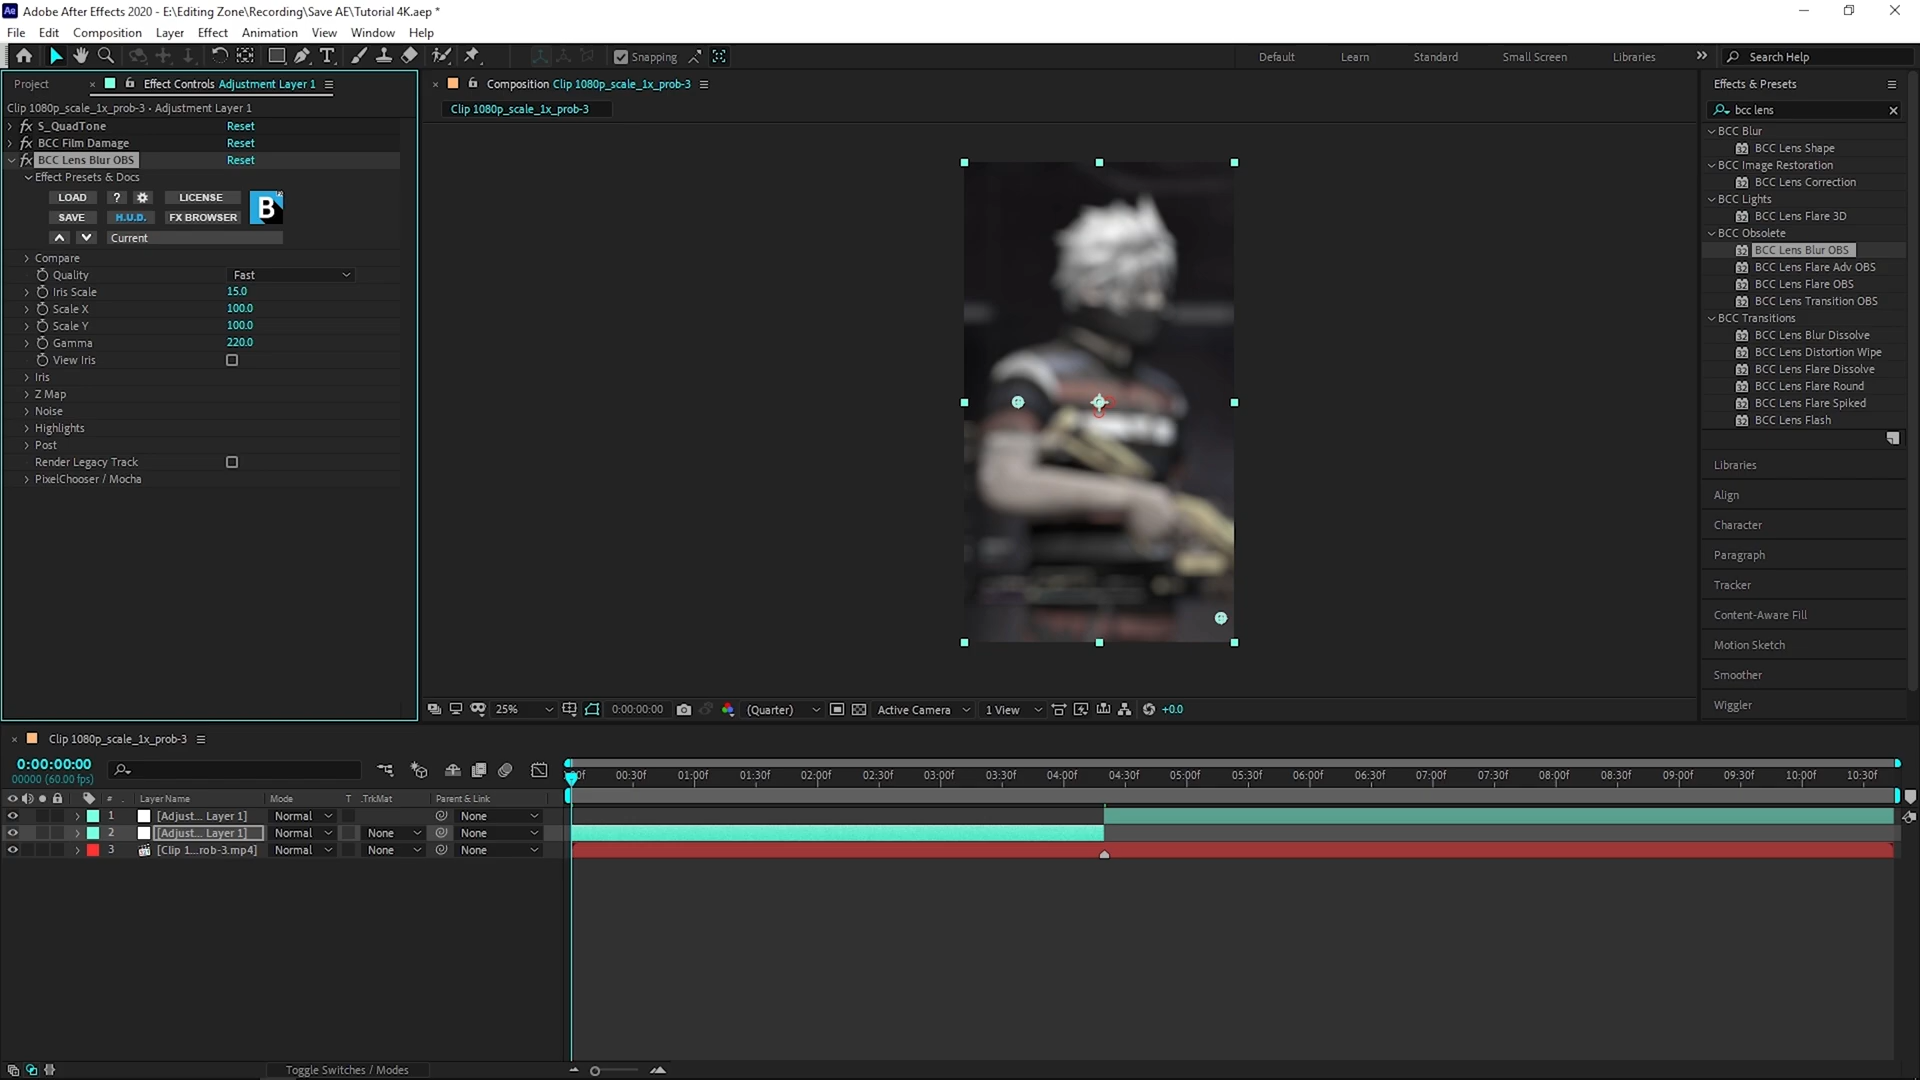 Adobe After Effects 2020 - E:\Editing Zone\Recording\Save AE\Tutorial 4K.aep *
File Edit Composition Layer Effect Animation View Window Help
Snapping Default Learn Standard Small Screen Libraries Search Help
Project Effect Controls Adjustment Layer 1
Clip 1080p_scale_1x_prob-3 • Adjustment Layer 1
fx S_QuadTone Reset
fx BCC Film Damage Reset
fx BCC Lens Blur OBS Reset
Effect Presets & Docs
LOAD ? LICENSE
B
SAVE H.U.D. FX BROWSER
Current
Compare
Quality Fast
Iris Scale 15.0
Scale X 100.0
Scale Y 100.0
Gamma 220.0
View Iris
Iris
Z Map
Noise
Highlights
Post
Render Legacy Track
PixelChooser / Mocha
Composition Clip 1080p_scale_1x_prob-3
Clip 1080p_scale_1x_prob-3
25% 0:00:00:00 (Quarter) Active Camera 1 View +0.0
Effects & Presets
bcc lens
BCC Blur
BCC Lens Shape
BCC Image Restoration
BCC Lens Correction
BCC Lights
BCC Lens Flare 3D
BCC Obsolete
BCC Lens Blur OBS
BCC Lens Flare Adv OBS
BCC Lens Flare OBS
BCC Lens Transition OBS
BCC Transitions
BCC Lens Blur Dissolve
BCC Lens Distortion Wipe
BCC Lens Flare Dissolve
BCC Lens Flare Round
BCC Lens Flare Spiked
BCC Lens Flash
Libraries
Align
Character
Paragraph
Tracker
Content-Aware Fill
Motion Sketch
Smoother
Wiggler
Clip 1080p_scale_1x_prob-3
0:00:00:00
00000 (60.00 fps)
00:30f 01:00f 01:30f 02:00f 02:30f 03:00f 03:30f 04:00f 04:30f 05:00f 05:30f 06:00f 06:30f 07:00f 07:30f 08:00f 08:30f 09:00f 09:30f 10:00f 10:30f
# Layer Name Mode T .TrkMat Parent & Link
1 [Adjust... Layer 1] Normal None
2 [Adjust... Layer 1] Normal None None
3 [Clip 1...rob-3.mp4] Normal None None
Toggle Switches / Modes